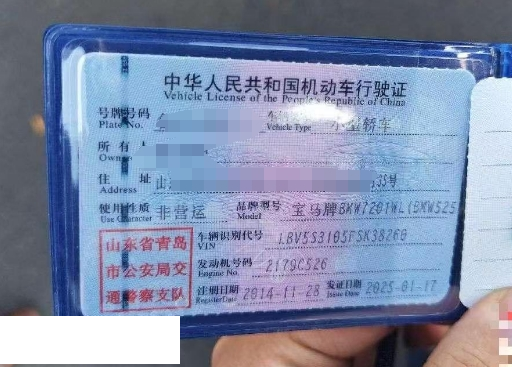 中华人民共和国机动车行驶证
Vehicle License of the People's Republic of China
号牌号码
Plate No.
Vehicle Type
小型轿车
所有
Owner
住 址
Address
山
35号
使用性质
Use Character
非营运
品牌型号
Model
宝马牌BMW7201WL(BMW525
山东省青岛
市公安局交
通警察支队
车辆识别代号
VIN
LBV5S3105FSK38260
发动机号码
Engine No.
2179C526
注册日期
Register Date
2014-11-28
发证日期
Issue Date
2025-01-17